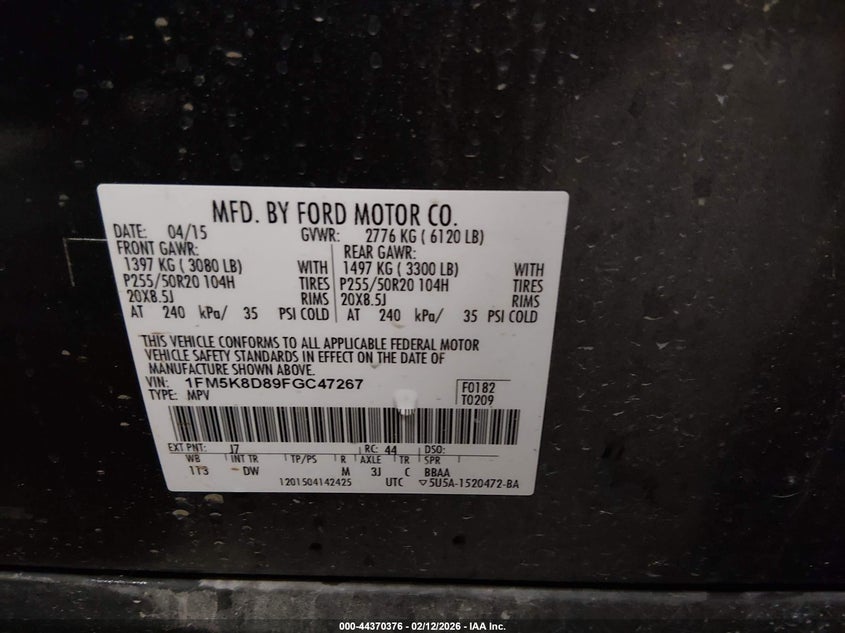 MFD. BY FORD MOTOR CO.
DATE: 04/15 GVWR: 2776 KG ( 6120 LB)
FRONT GAWR: REAR GAWR:
1397 KG ( 3080 LB) WITH 1497 KG ( 3300 LB) WITH
P255/50R20 104H TIRES P255/50R20 104H TIRES
20X8.5J RIMS 20X8.5J RIMS
AT 240 kPa/ 35 PSI COLD AT 240 kPa/ 35 PSI COLD
THIS VEHICLE CONFORMS TO ALL APPLICABLE FEDERAL MOTOR
VEHICLE SAFETY STANDARDS IN EFFECT ON THE DATE OF
MANUFACTURE SHOWN ABOVE.
VIN: 1FM5K8D89FGC47267 F0182
TYPE: MPV T0209
EXT PNT: J7 RC: 44 DSO:
WB INT TR TP/PS R AXLE TR SPR
113 DW M 3J C BBAA
1201504142425 UTC ▽5U5A-1520472-BA
000-44370376 - 02/12/2026 - IAA Inc.